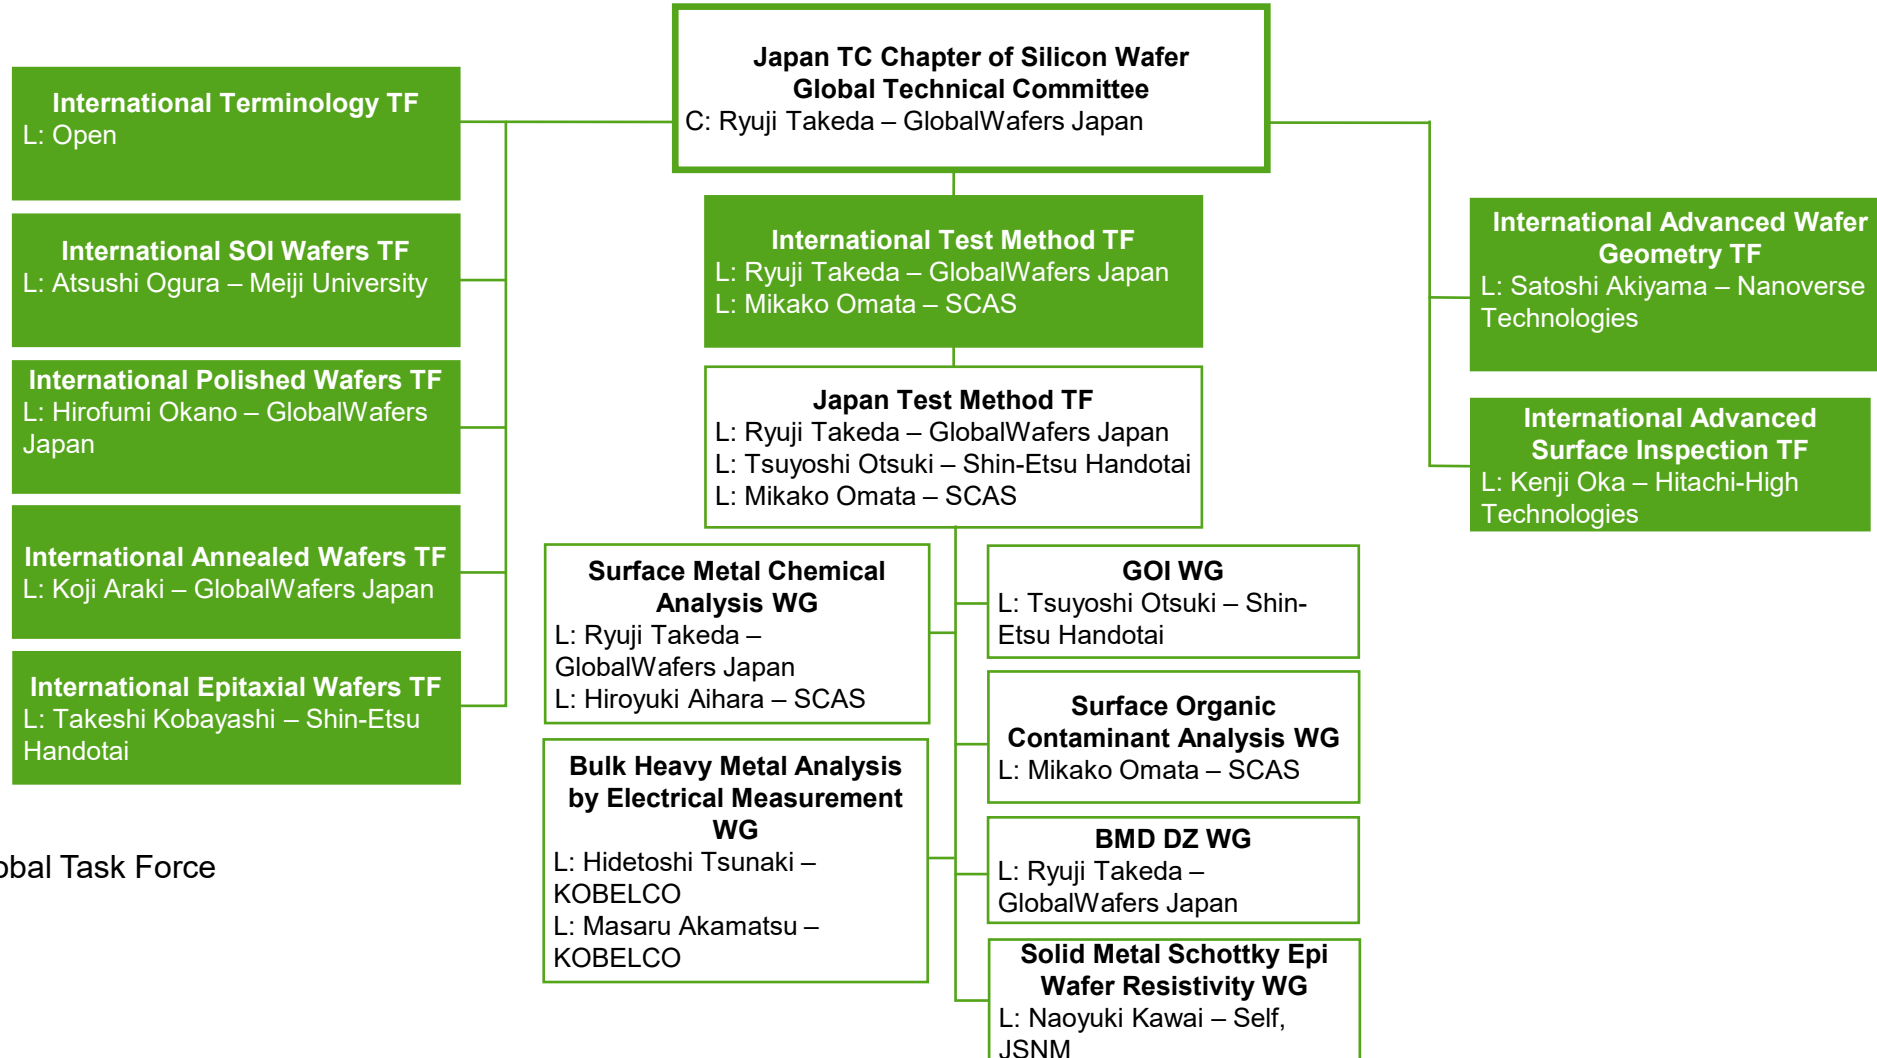 Japan TC Chapter of Silicon Wafer
Global Technical Committee
C: Ryuji Takeda – GlobalWafers Japan
International Terminology TF
L: Open
International SOI Wafers TF
L: Atsushi Ogura – Meiji University
International Polished Wafers TF
L: Hirofumi Okano – GlobalWafers
Japan
International Annealed Wafers TF
L: Koji Araki – GlobalWafers Japan
International Epitaxial Wafers TF
L: Takeshi Kobayashi – Shin-Etsu
Handotai
International Test Method TF
L: Ryuji Takeda – GlobalWafers Japan
L: Mikako Omata – SCAS
Japan Test Method TF
L: Ryuji Takeda – GlobalWafers Japan
L: Tsuyoshi Otsuki – Shin-Etsu Handotai
L: Mikako Omata – SCAS
Surface Metal Chemical
Analysis WG
L: Ryuji Takeda –
GlobalWafers Japan
L: Hiroyuki Aihara – SCAS
Bulk Heavy Metal Analysis
by Electrical Measurement
WG
L: Hidetoshi Tsunaki –
KOBELCO
L: Masaru Akamatsu –
KOBELCO
GOI WG
L: Tsuyoshi Otsuki – Shin-
Etsu Handotai
Surface Organic
Contaminant Analysis WG
L: Mikako Omata – SCAS
BMD DZ WG
L: Ryuji Takeda –
GlobalWafers Japan
Solid Metal Schottky Epi
Wafer Resistivity WG
L: Naoyuki Kawai – Self,
JSNM
International Advanced Wafer
Geometry TF
L: Satoshi Akiyama – Nanoverse
Technologies
International Advanced
Surface Inspection TF
L: Kenji Oka – Hitachi-High
Technologies
obal Task Force